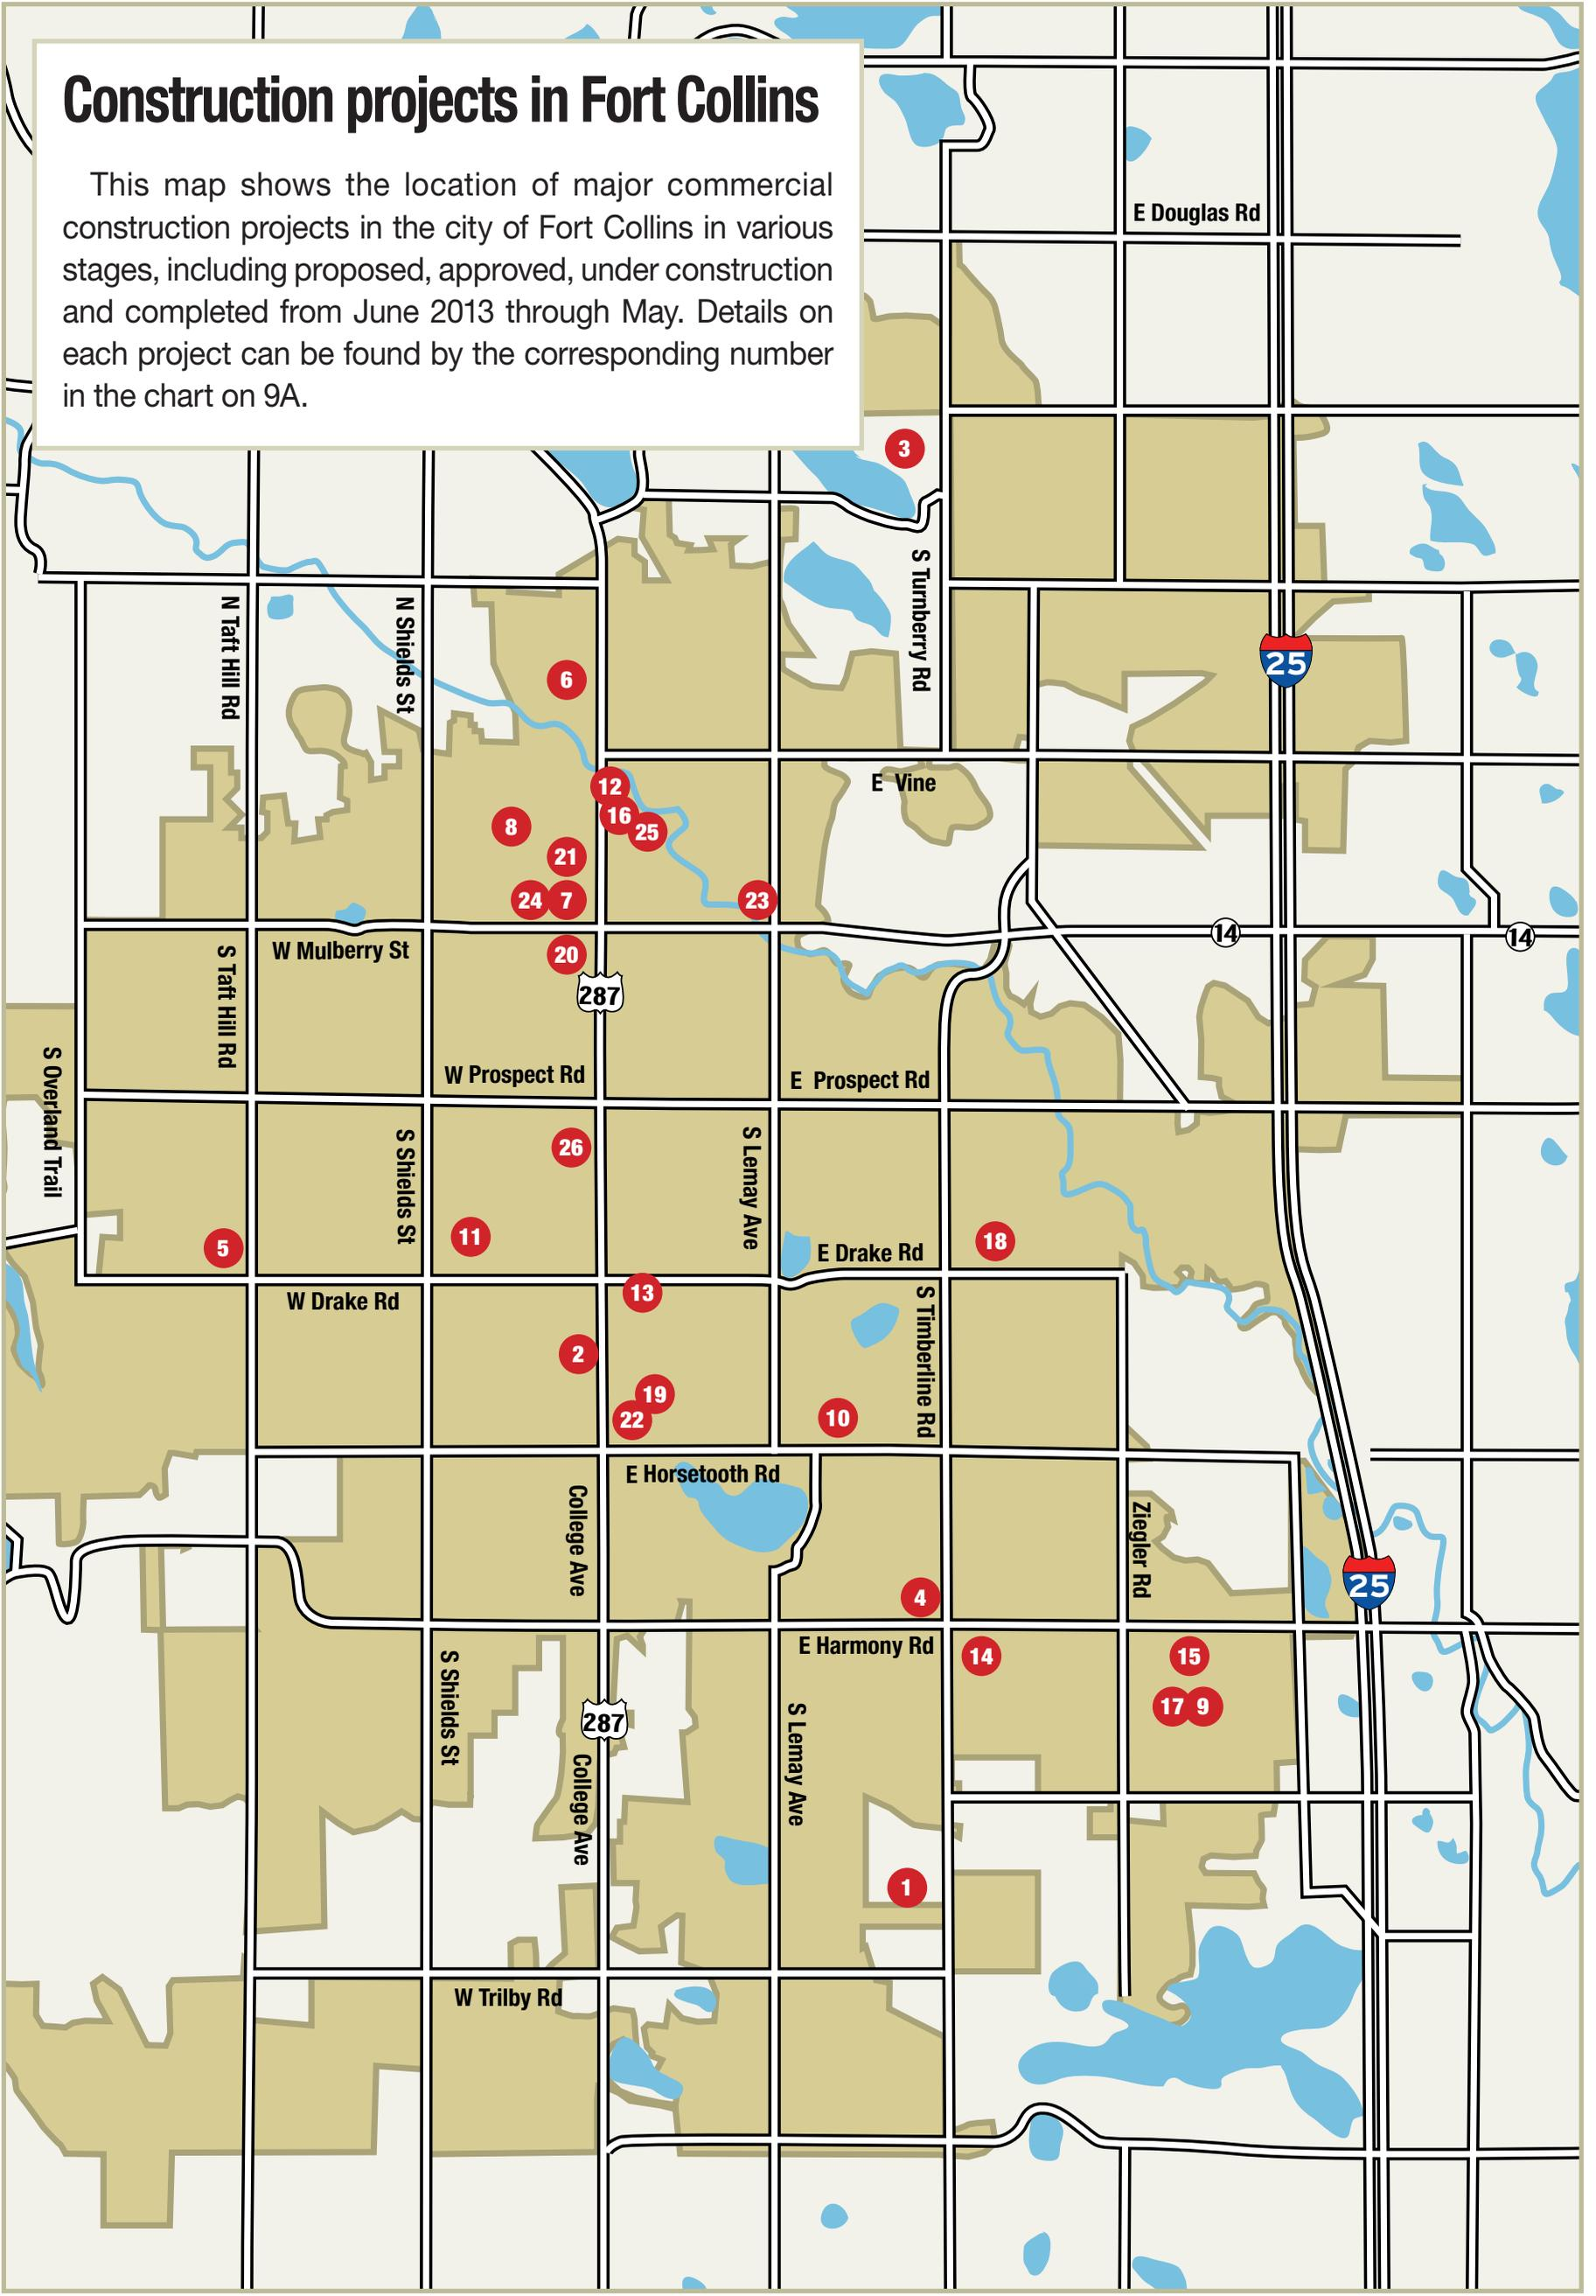 Construction projects in Fort Collins
This map shows the location of major commercial
construction projects in the city of Fort Collins in various
stages, including proposed, approved, under construction
and completed from June 2013 through May. Details on
each project can be found by the corresponding number
in the chart on 9A.
E Douglas Rd
3
S Turnberry Rd
N Taft Hill Rd
N Shields St
25
6
E Vine
12
16
25
8
21
24
7
23
14
14
W Mulberry St
20
S Taft Hill Rd
287
S Overland Trail
W Prospect Rd
E Prospect Rd
26
S Shields St
S Lemay Ave
11
5
18
E Drake Rd
W Drake Rd
13
S Timberline Rd
2
19
22
10
E Horsetooth Rd
College Ave
Ziegler Rd
25
4
E Harmony Rd
14
15
S Shields St
17
9
287
S Lemay Ave
College Ave
1
W Trilby Rd